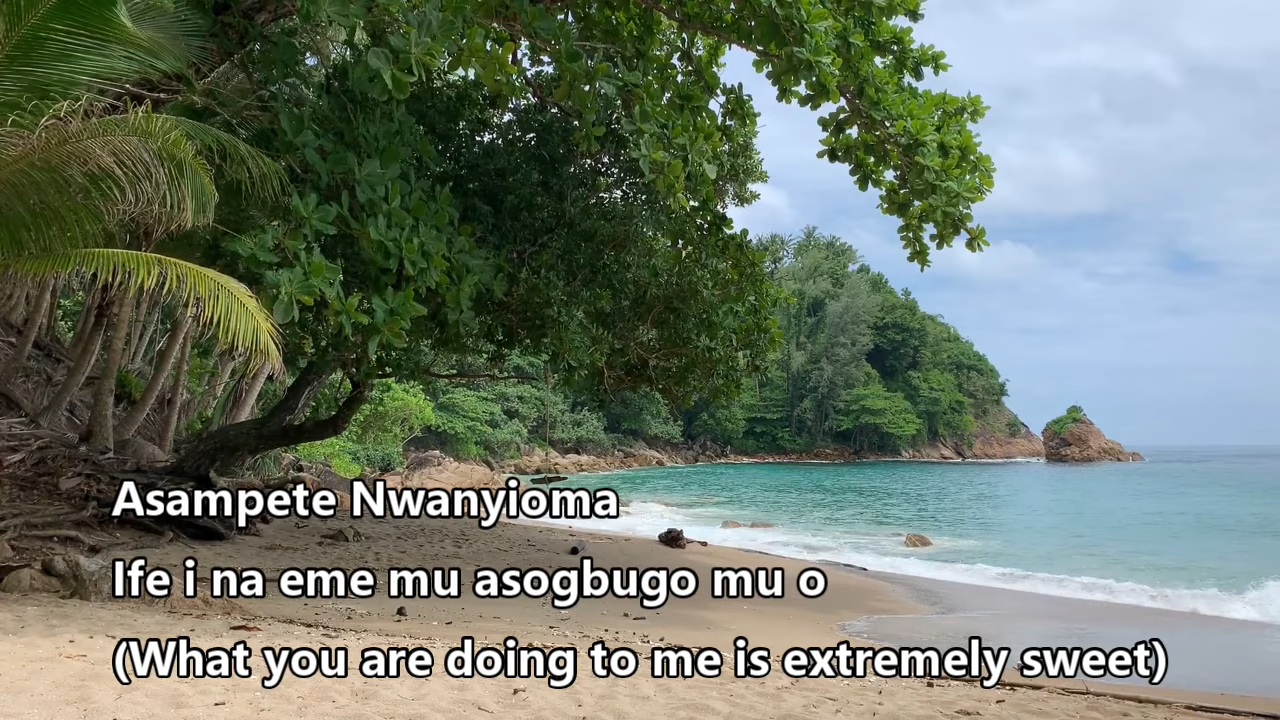 Asampete Nwanyioma
Ife i na eme mu asogbugo mu o
(What you are doing to me is extremely sweet)